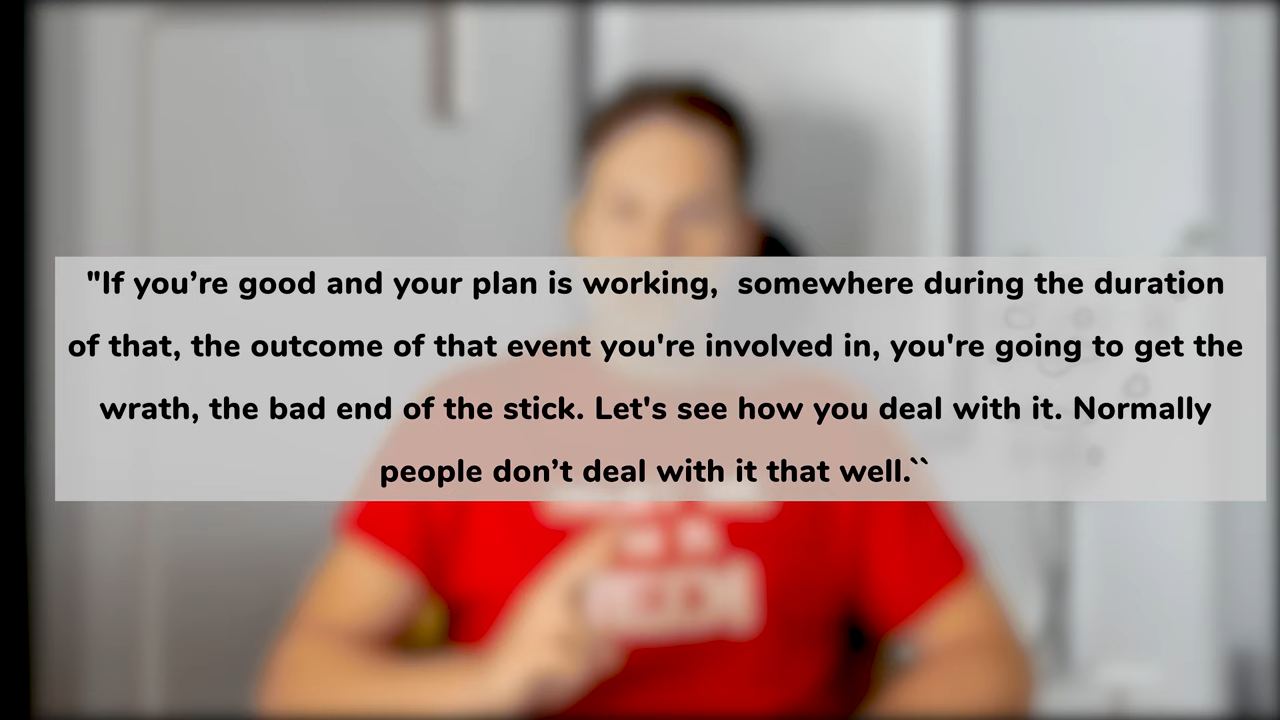 "If you’re good and your plan is working,  somewhere during the duration
of that, the outcome of that event you're involved in, you're going to get the
wrath, the bad end of the stick. Let's see how you deal with it. Normally
people don’t deal with it that well.``